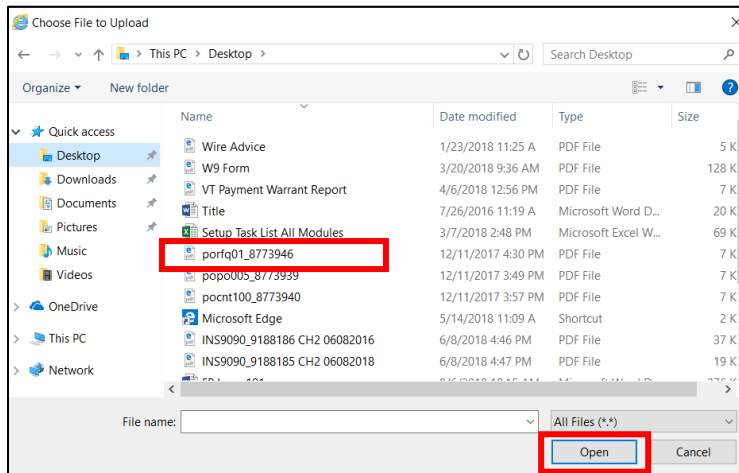 Choose File to Upload
This PC > Desktop >
Search Desktop
Organize
New folder
Name Date modified Type Size
Quick access
Desktop
Downloads
Documents
Pictures
Music
Videos
OneDrive
This PC
Network
Wire Advice 1/23/2018 11:25 A PDF File 5 K
W9 Form 3/20/2018 9:36 AM PDF File 128 K
VT Payment Warrant Report 4/6/2018 12:56 PM PDF File 7 K
Title 7/26/2016 11:19 A Microsoft Word D... 20 K
Setup Task List All Modules 3/7/2018 2:48 PM Microsoft Excel W... 69 K
porfq01_8773946 12/11/2017 4:30 PM PDF File 7 K
popo005_8773939 12/11/2017 3:49 PM PDF File 7 K
pocnt100_8773940 12/11/2017 3:57 PM PDF File 7 K
Microsoft Edge 5/14/2018 11:09 A Shortcut 2 K
INS9090_9188186 CH2 06082016 6/8/2018 4:46 PM PDF File 37 K
INS9090_9188185 CH2 06082018 6/8/2018 4:47 PM PDF File 19 K
File name:
All Files (*.*)
Open
Cancel